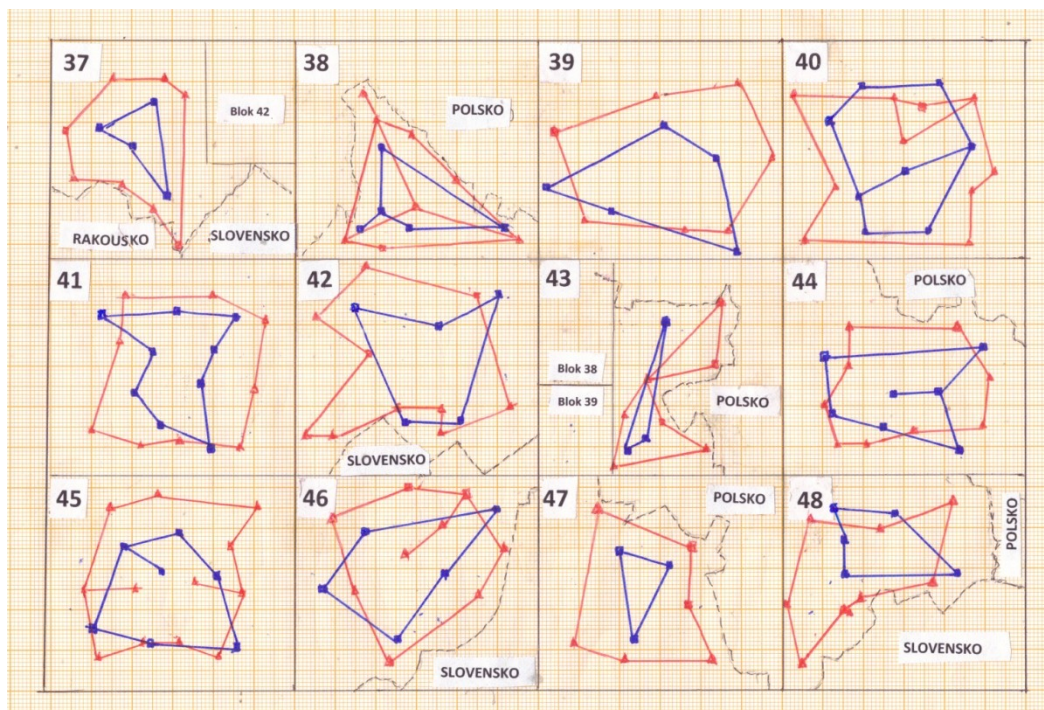 37
Blok 42
RAKOUSKO
SLOVENSKO
38
POLSKO
39
40
41
42
SLOVENSKO
43
Blok 38
Blok 39
POLSKO
44
POLSKO
45
46
SLOVENSKO
47
POLSKO
48
POLSKO
SLOVENSKO